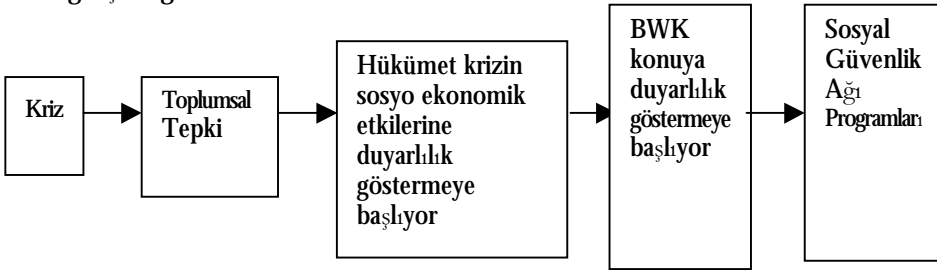 Kriz
Toplumsal
Tepki
Hükümet krizin
sosyo ekonomik
etkilerine
duyarlılık
göstermeye
başlıyor
BWK
konuya
duyarlılık
göstermeye
başlıyor
Sosyal
Güvenlik
Ağı
Programları